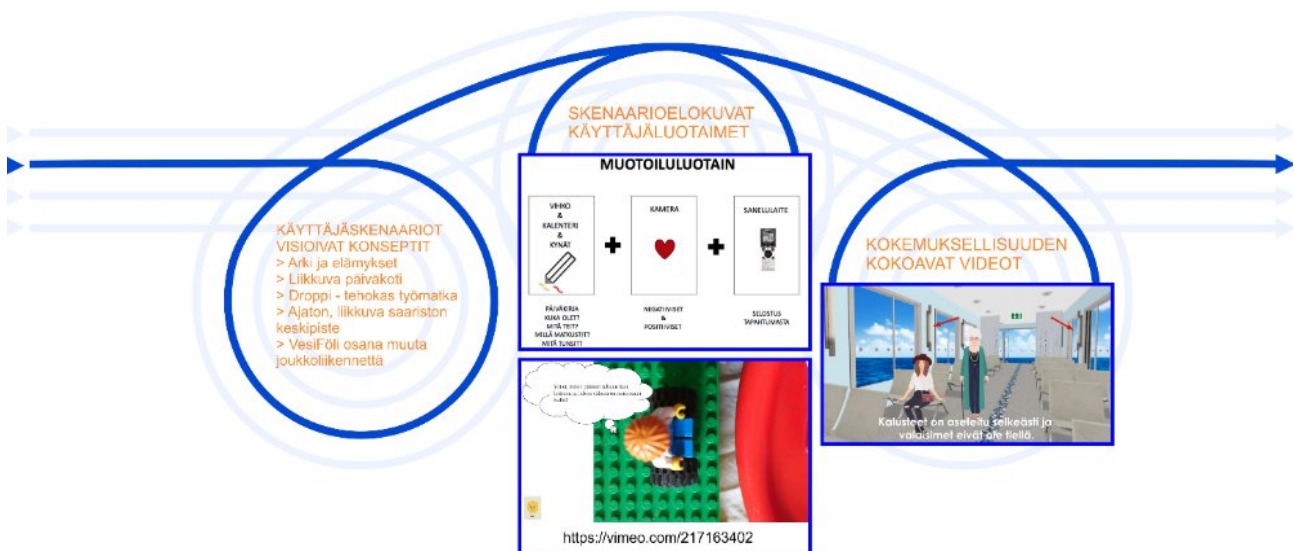 KÄYTTÄJÄSKENAARIOT
VISIOIVAT KONSEPTIT
> Arki ja elämykset
> Liikkuva päiväkoti
> Droppi - tehokas työmatka
> Ajaton, liikkuva saariston
keskipiste
> VesiFöli osana muuta
joukkoliikennettä
SKENAARIOELOKUVAT
KÄYTTÄJÄLUOTAIMET
MUOTOILULUOTAIN
VIHKO
&
KALENTERI
&
KYNÄT
KAMERA
SANELULAITE
PÄIVÄKIRJA
KUKA OLET?
MITÄ TEIT?
MILLÄ MATKUSTIT?
MITÄ TUNSIT?
NEGATIIVISET
&
POSITIIVISET
SELOSTUS
TAPAHTUMASTA
https://vimeo.com/217163402
KOKEMUKSELLISUUDEN
KOKOAVAT VIDEOT
Kalusteet on aseteltu selkeästi ja
valaisimet eivät ole tiellä.